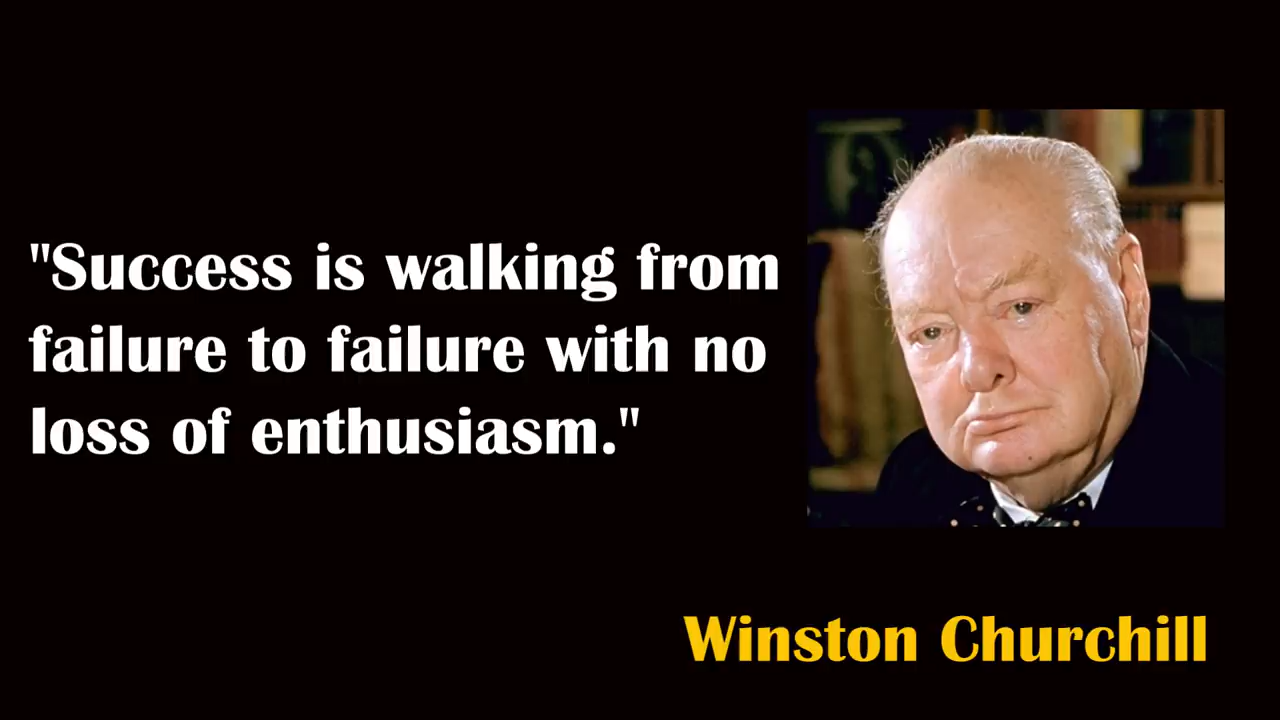 "Success is walking from
failure to failure with no
loss of enthusiasm."
Winston Churchill